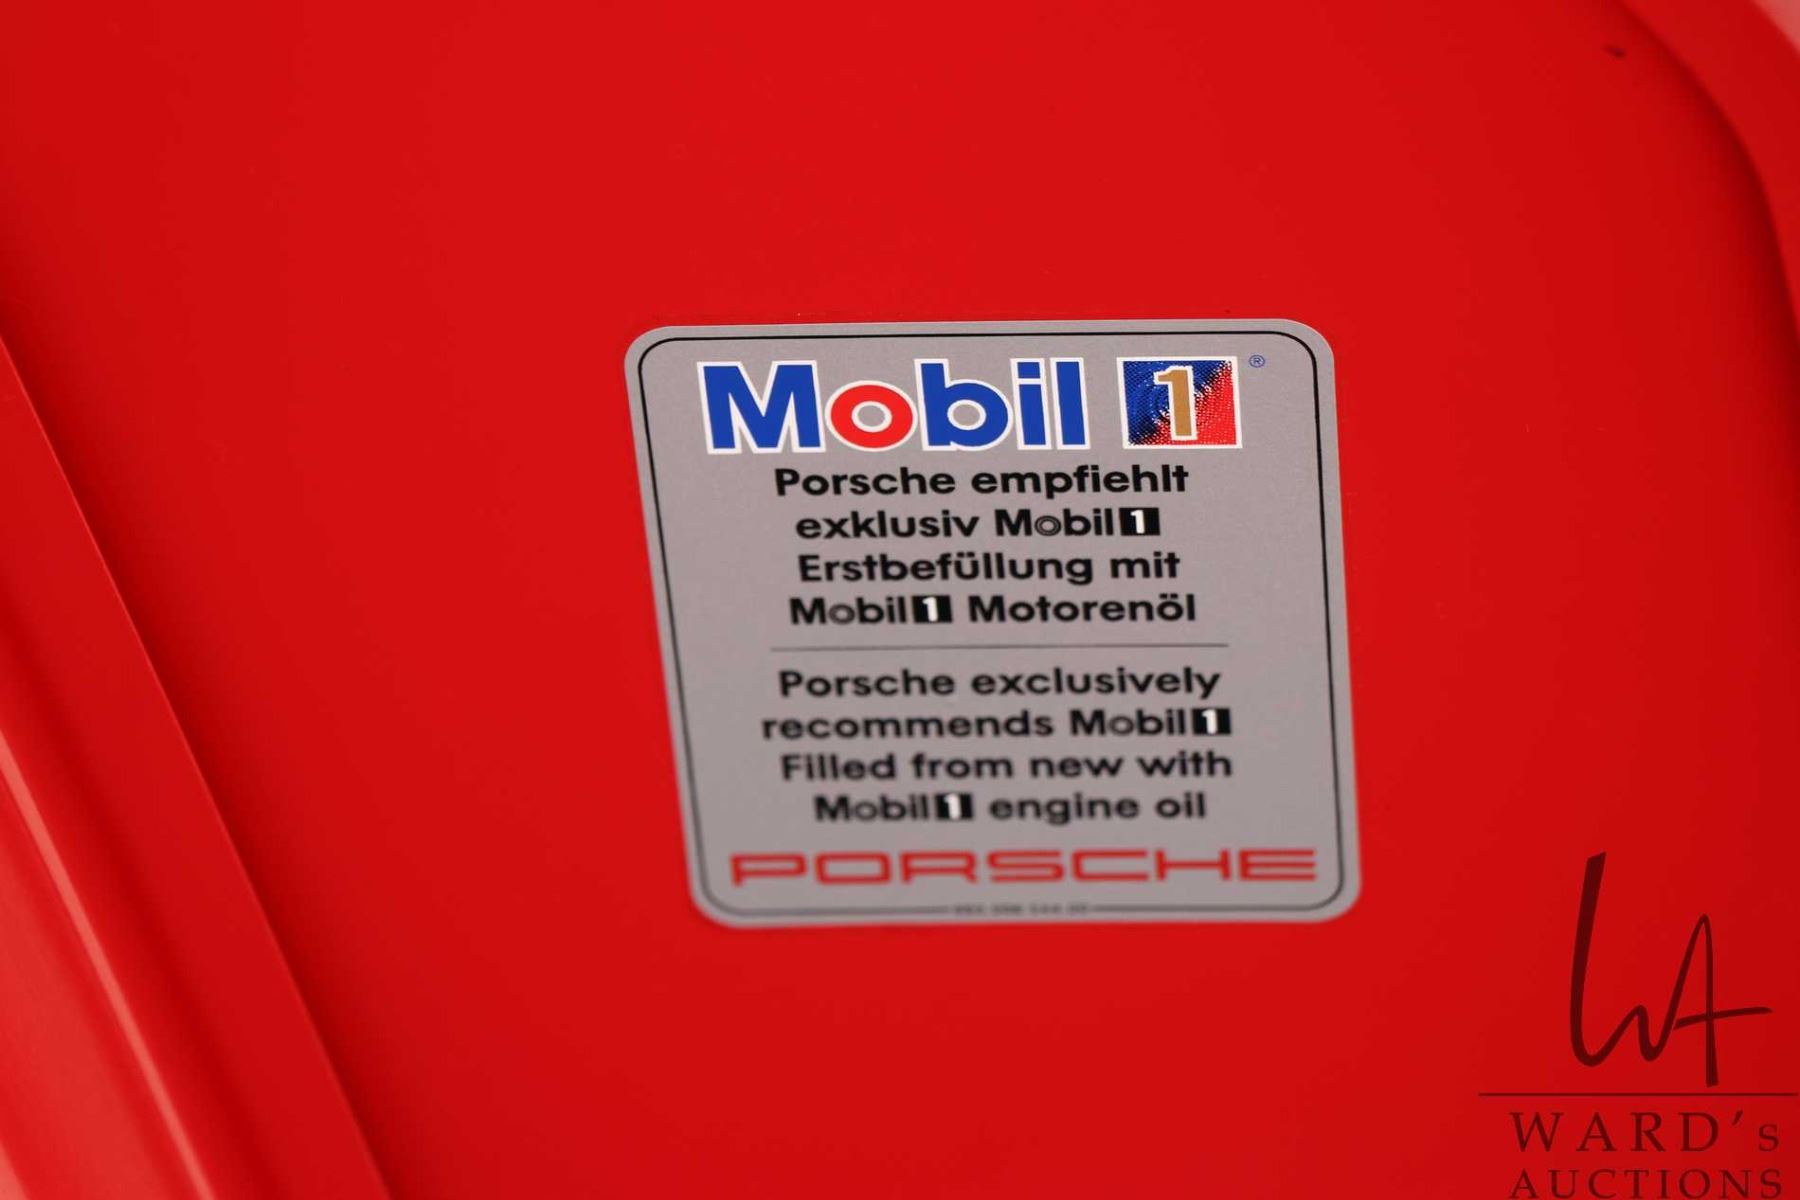 Mobil 1 ®
Porsche empfiehlt
exklusiv Mobil 1
Erstbefüllung mit
Mobil 1 Motorenöl
Porsche exclusively
recommends Mobil 1
Filled from new with
Mobil 1 engine oil
PORSCHE
WA
WARD's
AUCTIONS